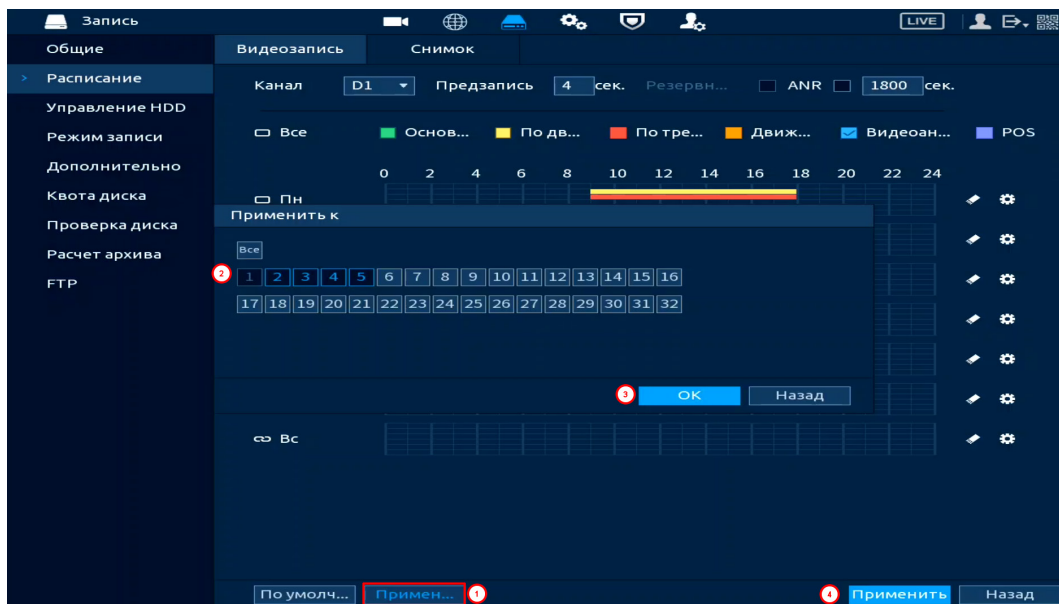 Запись LIVE
Общие
Расписание
Управление HDD
Режим записи
Дополнительно
Квота диска
Проверка диска
Расчет архива
FTP
Видеозапись Снимок
Канал D1 Предзапись 4 сек. Резервн... ANR 1800 сек.
Все Основ... По дв... По тре... Движ... Видеоан... POS
0 2 4 6 8 10 12 14 16 18 20 22 24
Пн
Применить к
Все
2 1 2 3 4 5 6 7 8 9 10 11 12 13 14 15 16
17 18 19 20 21 22 23 24 25 26 27 28 29 30 31 32
3 OK Назад
Вс
По умолч... Примен... 1 4 Применить Назад